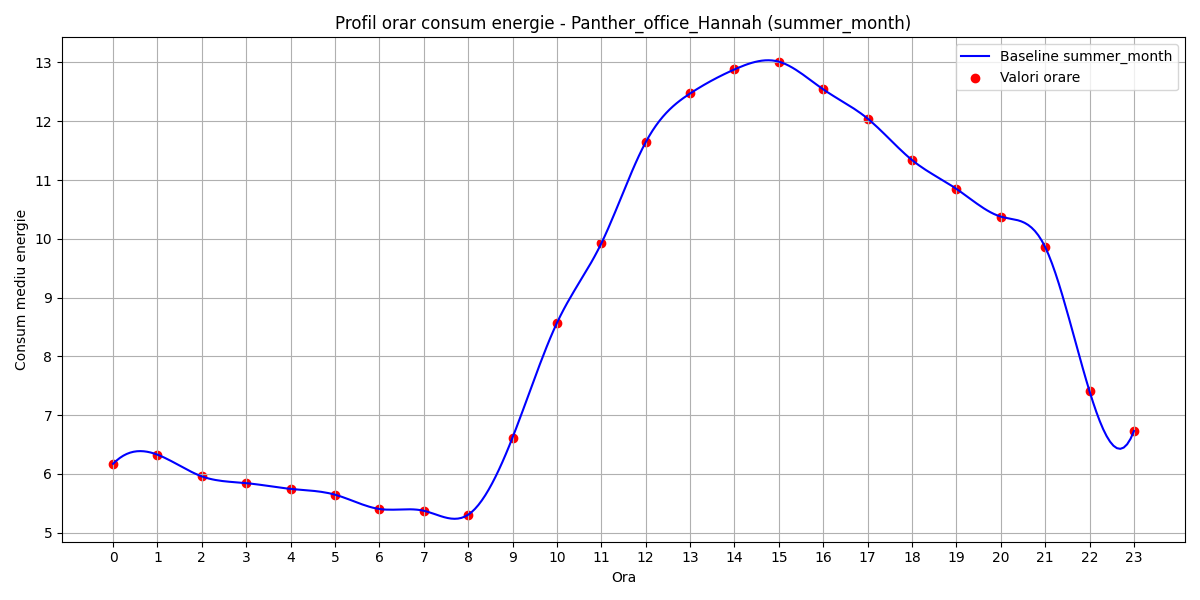 Profil orar consum energie - Panther_office_Hannah (summer_month)
Baseline summer_month
Valori orare
Consum mediu energie
13
12
11
10
9
8
7
6
5
0 1 2 3 4 5 6 7 8 9 10 11 12 13 14 15 16 17 18 19 20 21 22 23
Ora